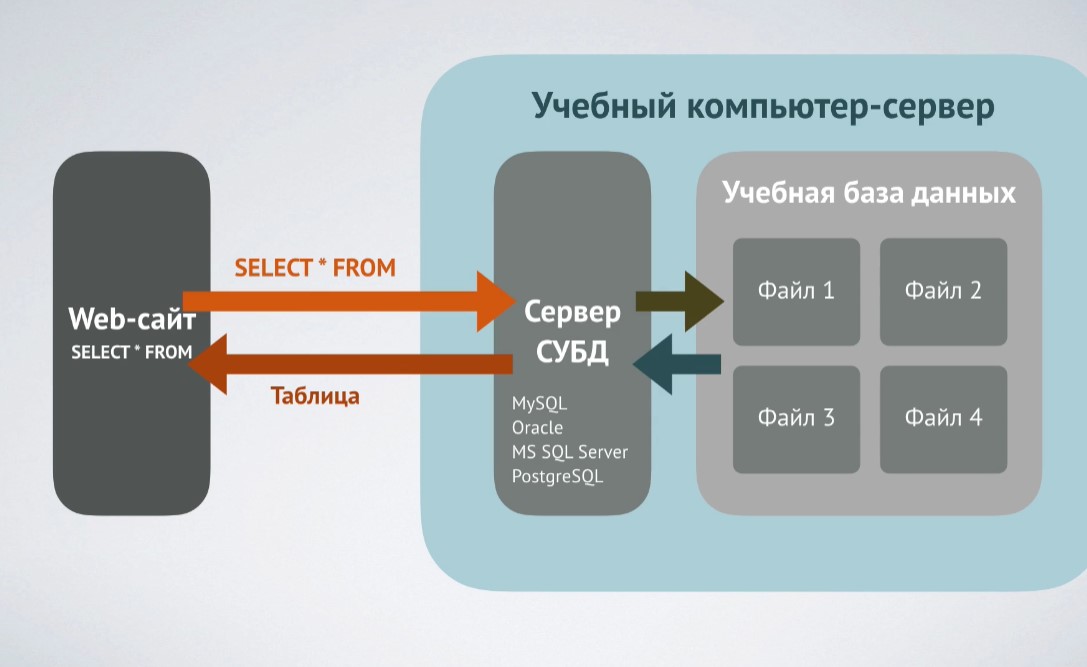 Учебный компьютер-сервер
Web-сайт
SELECT * FROM
SELECT * FROM
Таблица
Сервер
СУБД
MySQL
Oracle
MS SQL Server
PostgreSQL
Учебная база данных
Файл 1
Файл 2
Файл 3
Файл 4